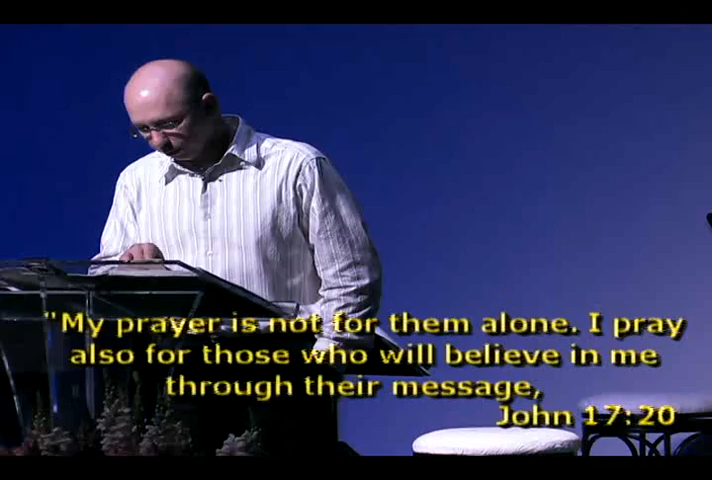 "My prayer is not for them alone. I pray
also for those who will believe in me
through their message,
John 17:20